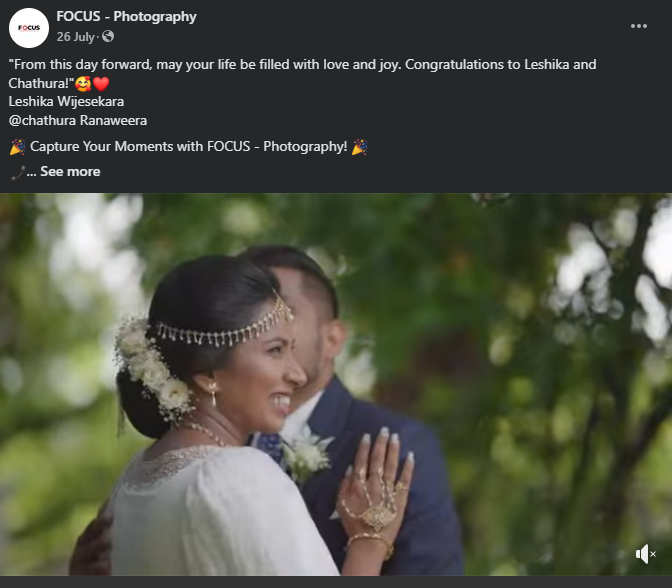 FOCUS
FOCUS - Photography
26 July ·
"From this day forward, may your life be filled with love and joy. Congratulations to Leshika and
Chathura!"🥰❤️
Leshika Wijesekara
@chathura Ranaweera
🎉 Capture Your Moments with FOCUS - Photography! 🎉
... See more